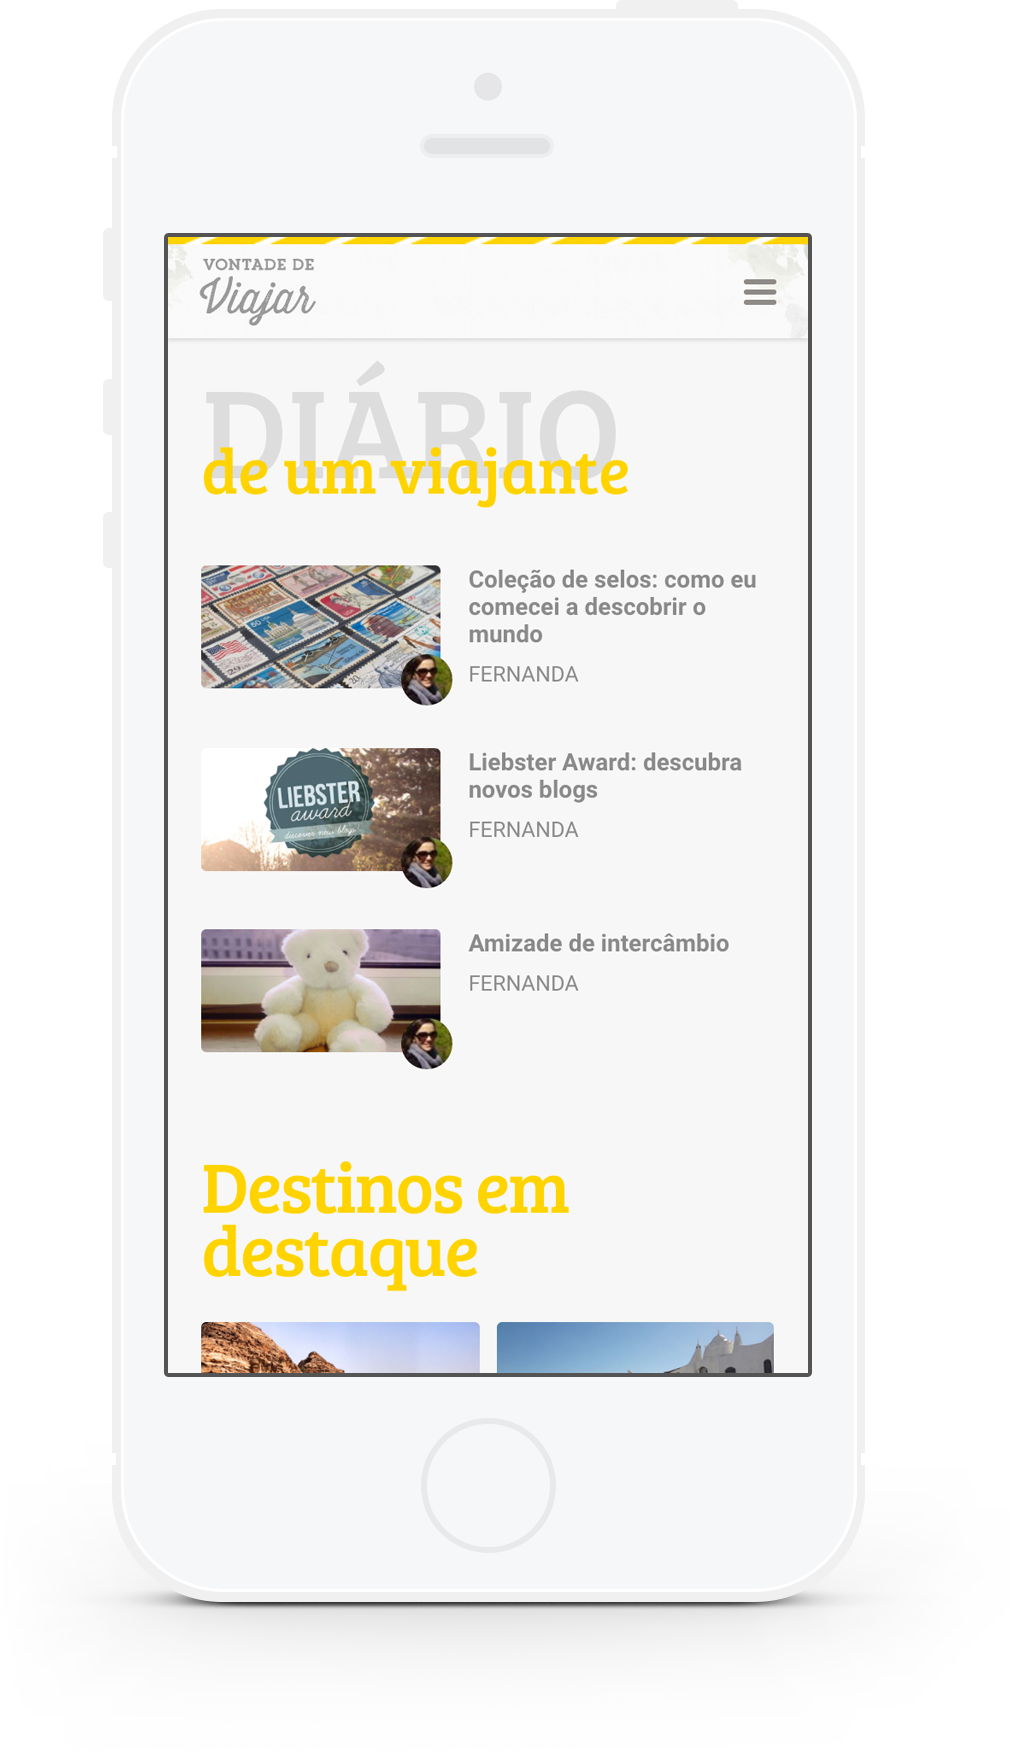 VONTADE DE
Viajar
DIÁRIO
de um viajante
Coleção de selos: como eu
comecei a descobrir o
mundo
FERNANDA
LIEBSTER
award
discover new blogs
Liebster Award: descubra
novos blogs
FERNANDA
Amizade de intercâmbio
FERNANDA
Destinos em
destaque